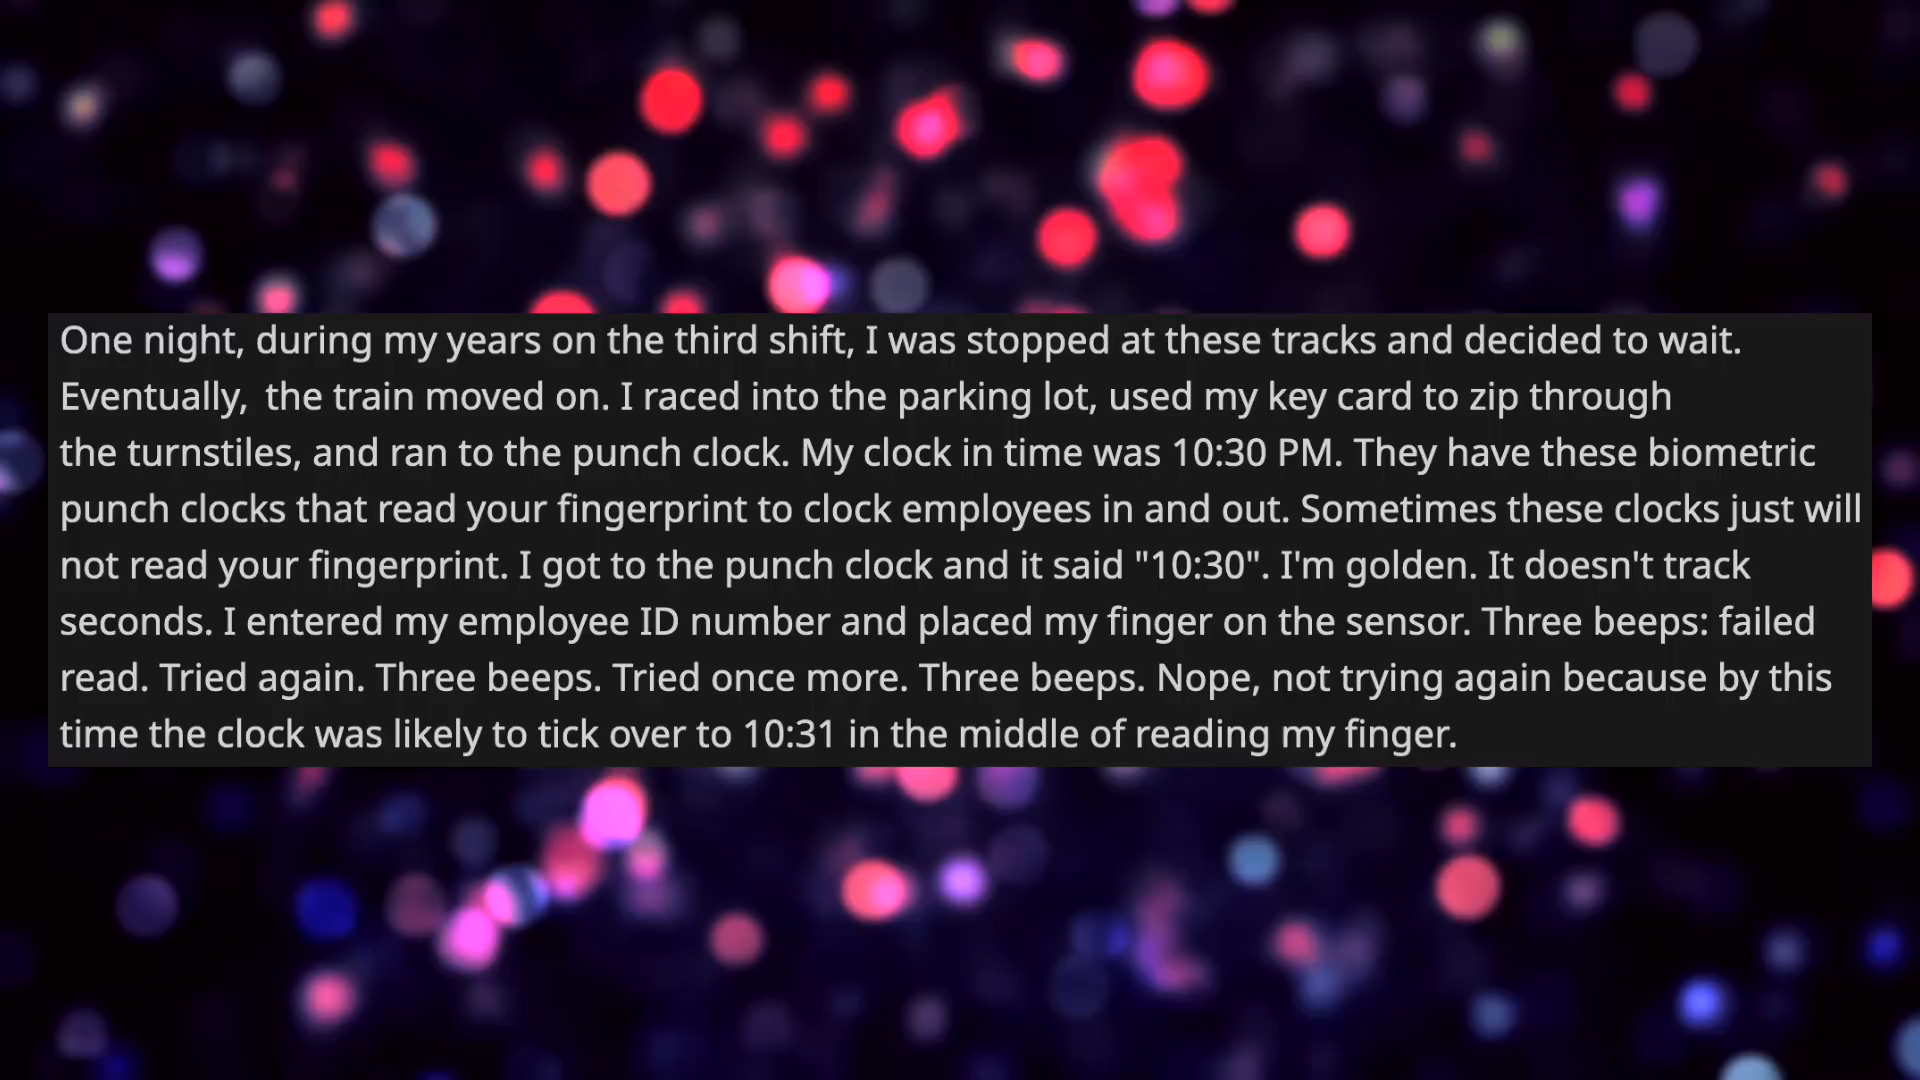 One night, during my years on the third shift, I was stopped at these tracks and decided to wait.
Eventually,  the train moved on. I raced into the parking lot, used my key card to zip through
the turnstiles, and ran to the punch clock. My clock in time was 10:30 PM. They have these biometric
punch clocks that read your fingerprint to clock employees in and out. Sometimes these clocks just will
not read your fingerprint. I got to the punch clock and it said "10:30". I'm golden. It doesn't track
seconds. I entered my employee ID number and placed my finger on the sensor. Three beeps: failed
read. Tried again. Three beeps. Tried once more. Three beeps. Nope, not trying again because by this
time the clock was likely to tick over to 10:31 in the middle of reading my finger.